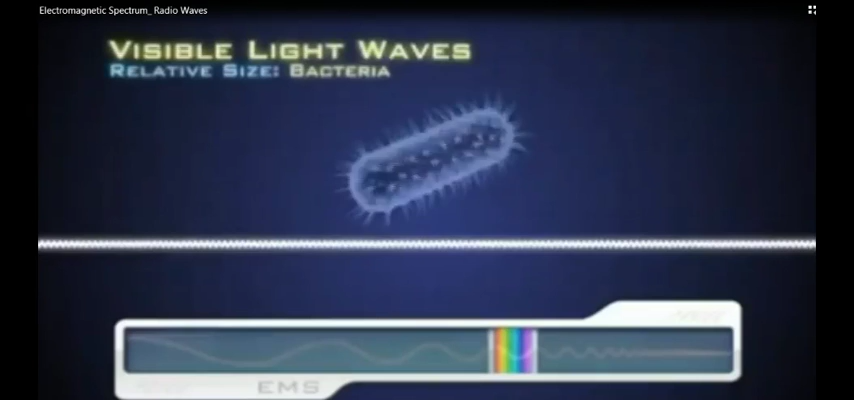 Electromagnetic Spectrum_ Radio Waves
VISIBLE LIGHT WAVES
RELATIVE SIZE: BACTERIA
EMS